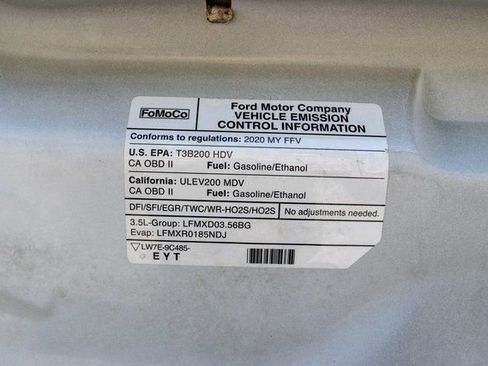 FoMoCo
Ford Motor Company
VEHICLE EMISSION
CONTROL INFORMATION
Conforms to regulations: 2020 MY FFV
U.S. EPA: T3B200 HDV
CA OBD II Fuel: Gasoline/Ethanol
California: ULEV200 MDV
CA OBD II Fuel: Gasoline/Ethanol
DFI/SFI/EGR/TWC/WR-HO2S/HO2S No adjustments needed.
3.5L-Group: LFMXD03.56BG
Evap: LFMXR0185NDJ
LW7E-9C485-
EYT